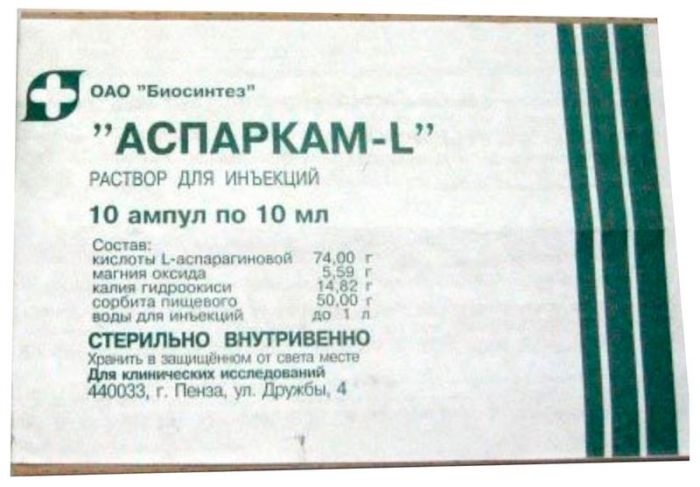 ОАО "Биосинтез"
"АСПАРКАМ-L"
РАСТВОР ДЛЯ ИНЪЕКЦИЙ
10 ампул по 10 мл
Состав:
кислоты L-аспарагиновой 74,00 г
магния оксида 5,59 г
калия гидроокиси 14,82 г
сорбита пищевого 50,00 г
воды для инъекций до 1 л
СТЕРИЛЬНО ВНУТРИВЕННО
Хранить в защищённом от света месте
Для клинических исследований
440033, г. Пенза, ул. Дружбы, 4